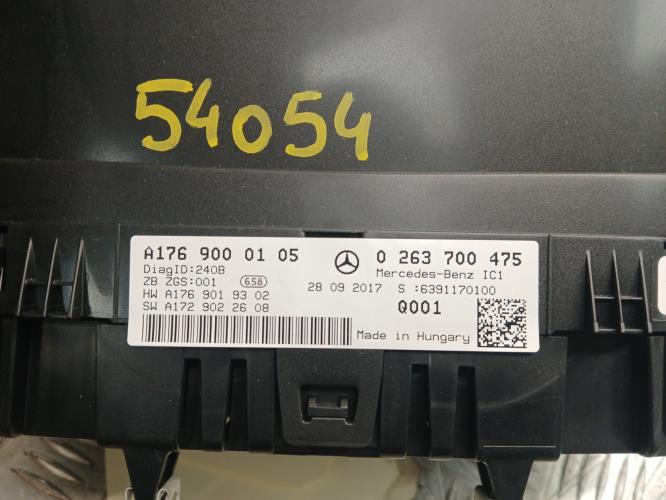 54054
A176 900 01 05
DiagID:240B
ZB ZGS:001 658
HW A176 901 93 02
SW A172 902 26 08
28 09 2017
0 263 700 475
Mercedes-Benz IC1
S :6391170100
Q001
Made in Hungary